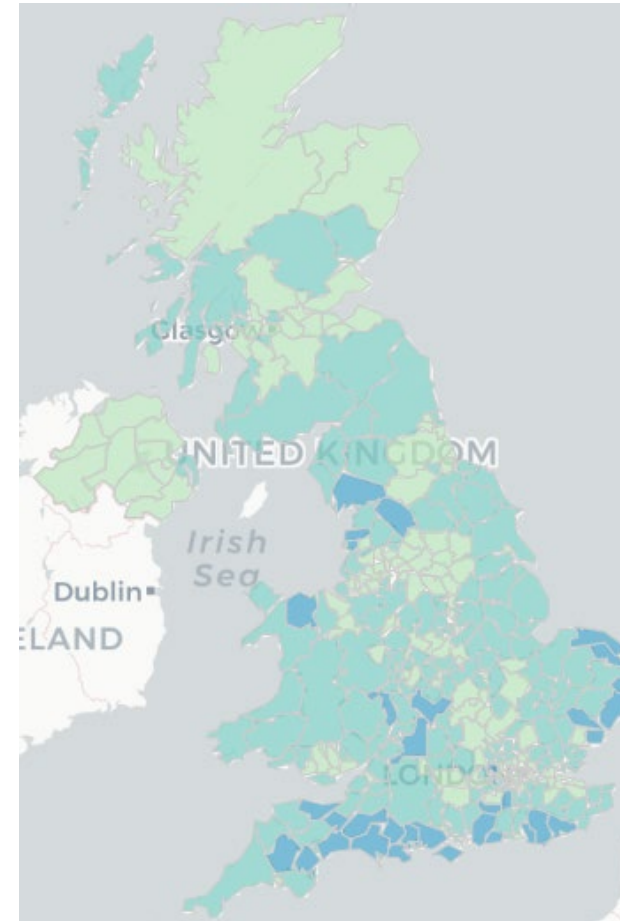 Glasgow
UNITED KINGDOM
Irish
Sea
Dublin
ELAND
LONDON